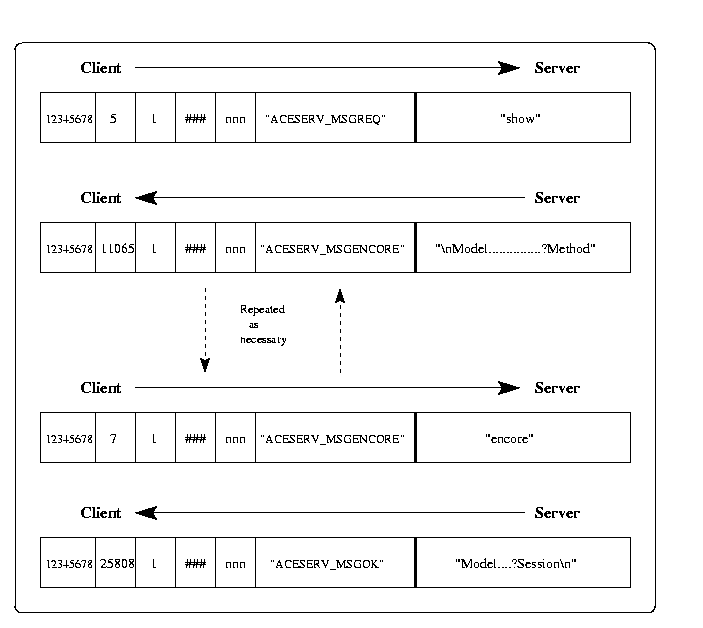 Client Server
12345678 5 1 ### nnn "ACESERV_MSGREQ" "show"
Client Server
12345678 11065 1 ### nnn "ACESERV_MSGENCORE" "\nModel...............?Method"
Repeated
as
necessary
Client Server
12345678 7 1 ### nnn "ACESERV_MSGENCORE" "encore"
Client Server
12345678 25808 1 ### nnn "ACESERV_MSGOK" "Model....?Session\n"